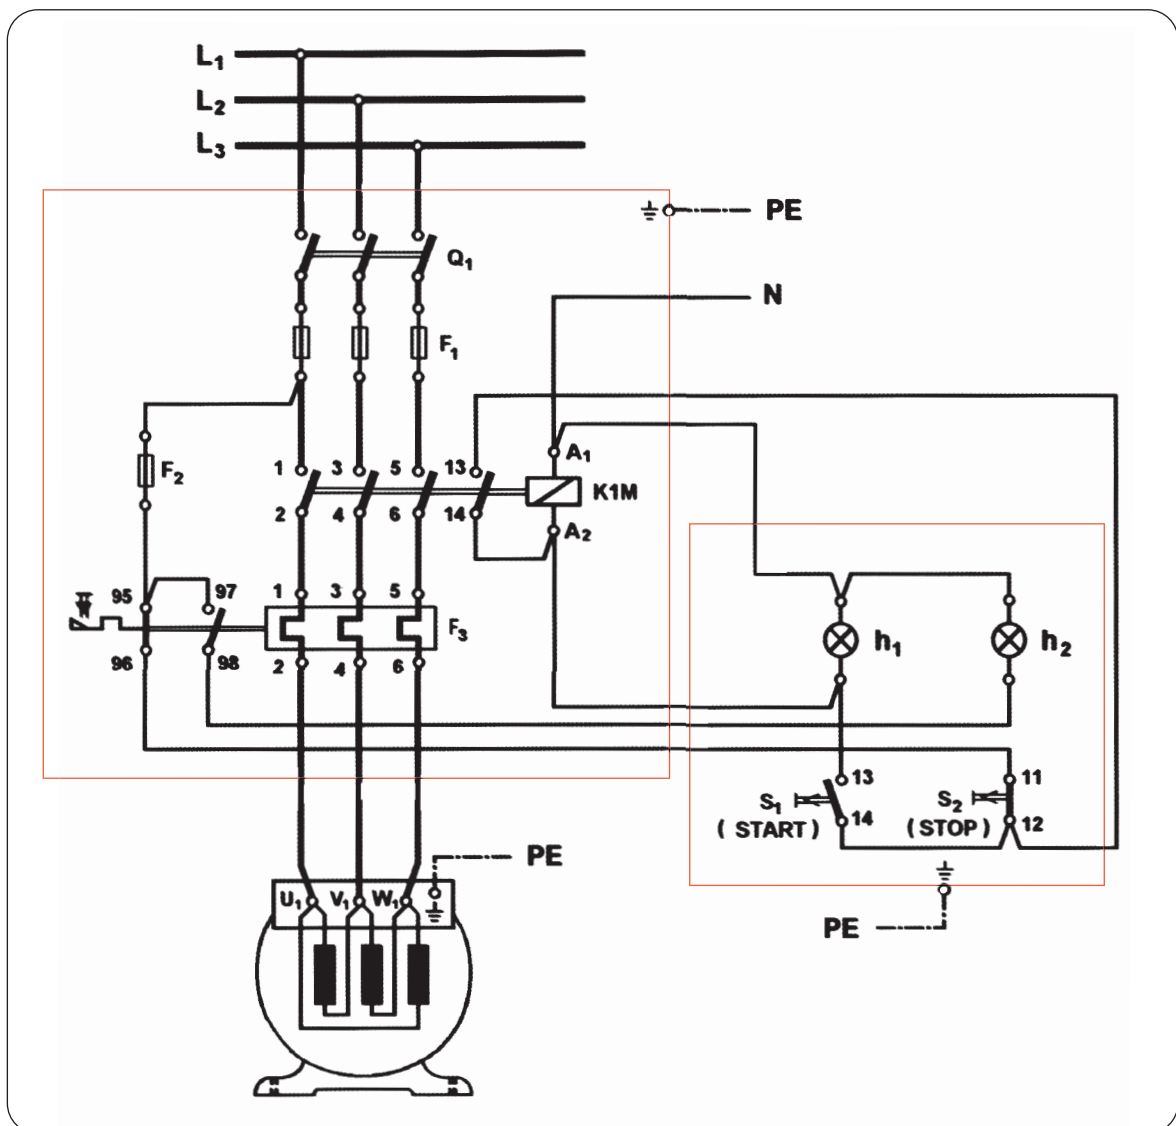 L1
L2
L3
PE
Q1
N
F1
F2
1 3 5 13 A1
K1M
2 4 6 14 A2
95 97 1 3 5
F3
96 98 2 4 6
h1 h2
13 11
S1 S2
(START) 14 (STOP) 12
PE
U1 V1 W1
PE